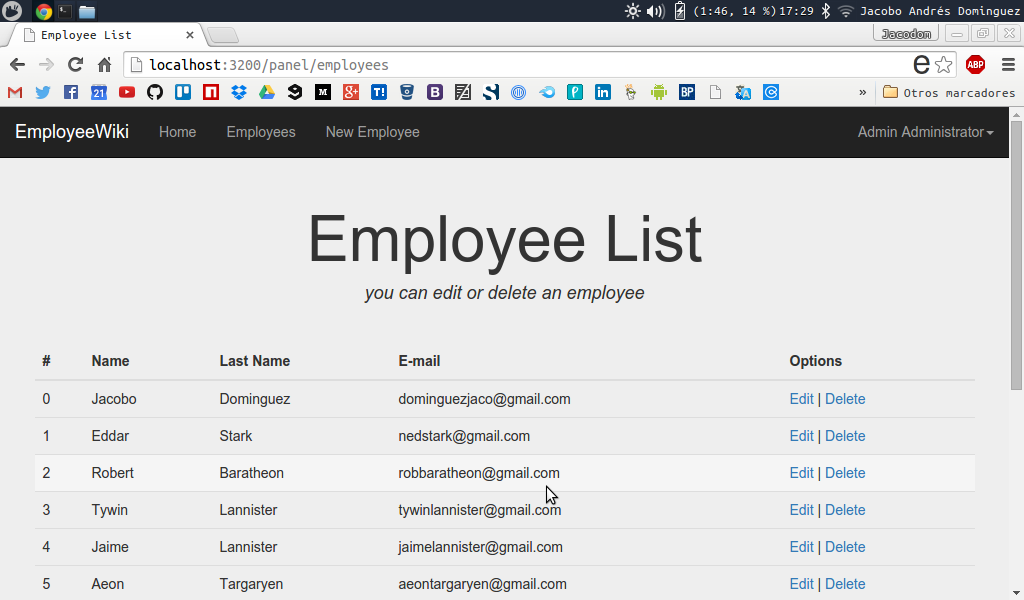 (1:46, 14 %) 17:29 Jacobo Andrés Dominguez
Employee List
Jacodom
localhost:3200/panel/employees
ABP
21 M g+ T! B S in BP
» Otros marcadores
EmployeeWiki Home Employees New Employee Admin Administrator
Employee List
you can edit or delete an employee
# Name Last Name E-mail Options
0 Jacobo Dominguez dominguezjaco@gmail.com Edit | Delete
1 Eddar Stark nedstark@gmail.com Edit | Delete
2 Robert Baratheon robbaratheon@gmail.com Edit | Delete
3 Tywin Lannister tywinlannister@gmail.com Edit | Delete
4 Jaime Lannister jaimelannister@gmail.com Edit | Delete
5 Aeon Targaryen aeontargaryen@gmail.com Edit | Delete